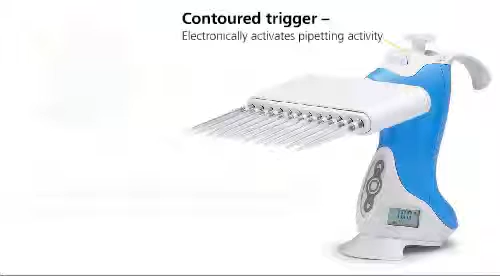 Contoured trigger –
Electronically activates pipetting activity